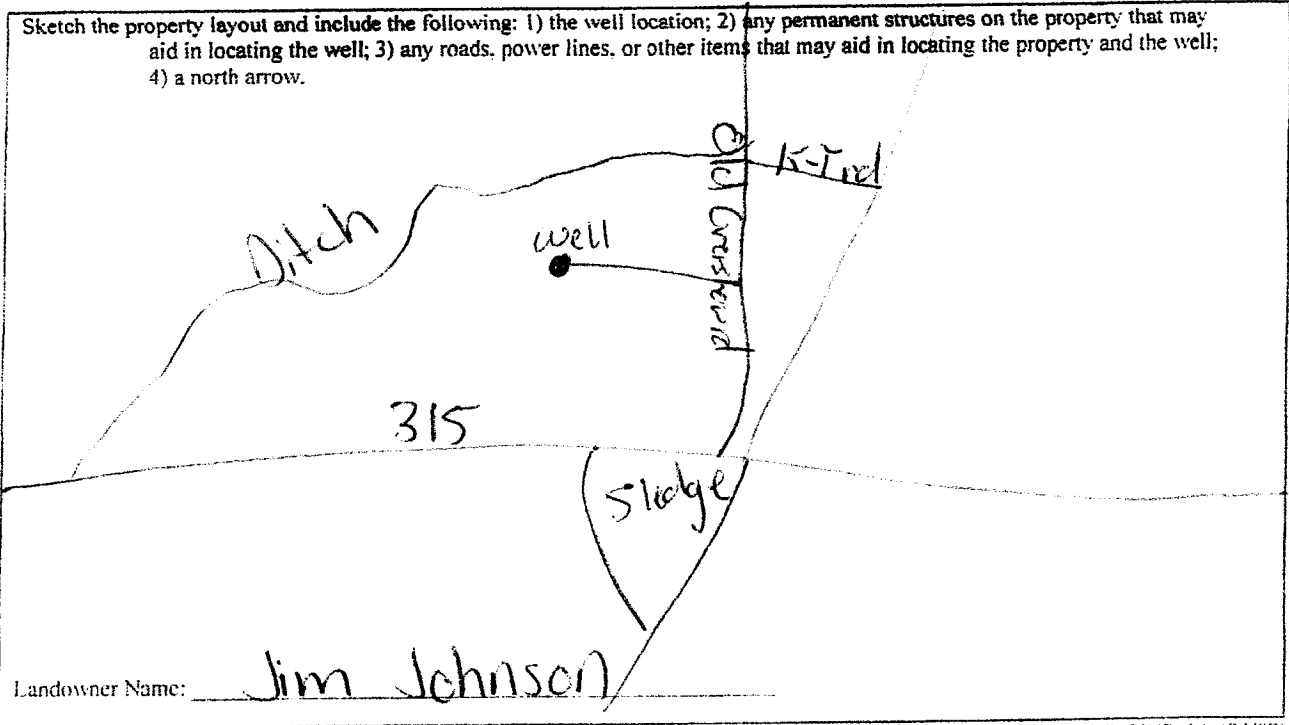 Sketch the property layout and include the following: 1) the well location; 2) any permanent structures on the property that may
aid in locating the well; 3) any roads, power lines, or other items that may aid in locating the property and the well;
4) a north arrow.
Old
rd
Ditch
well
315
Sledge
Landowner Name: Jim Johnson